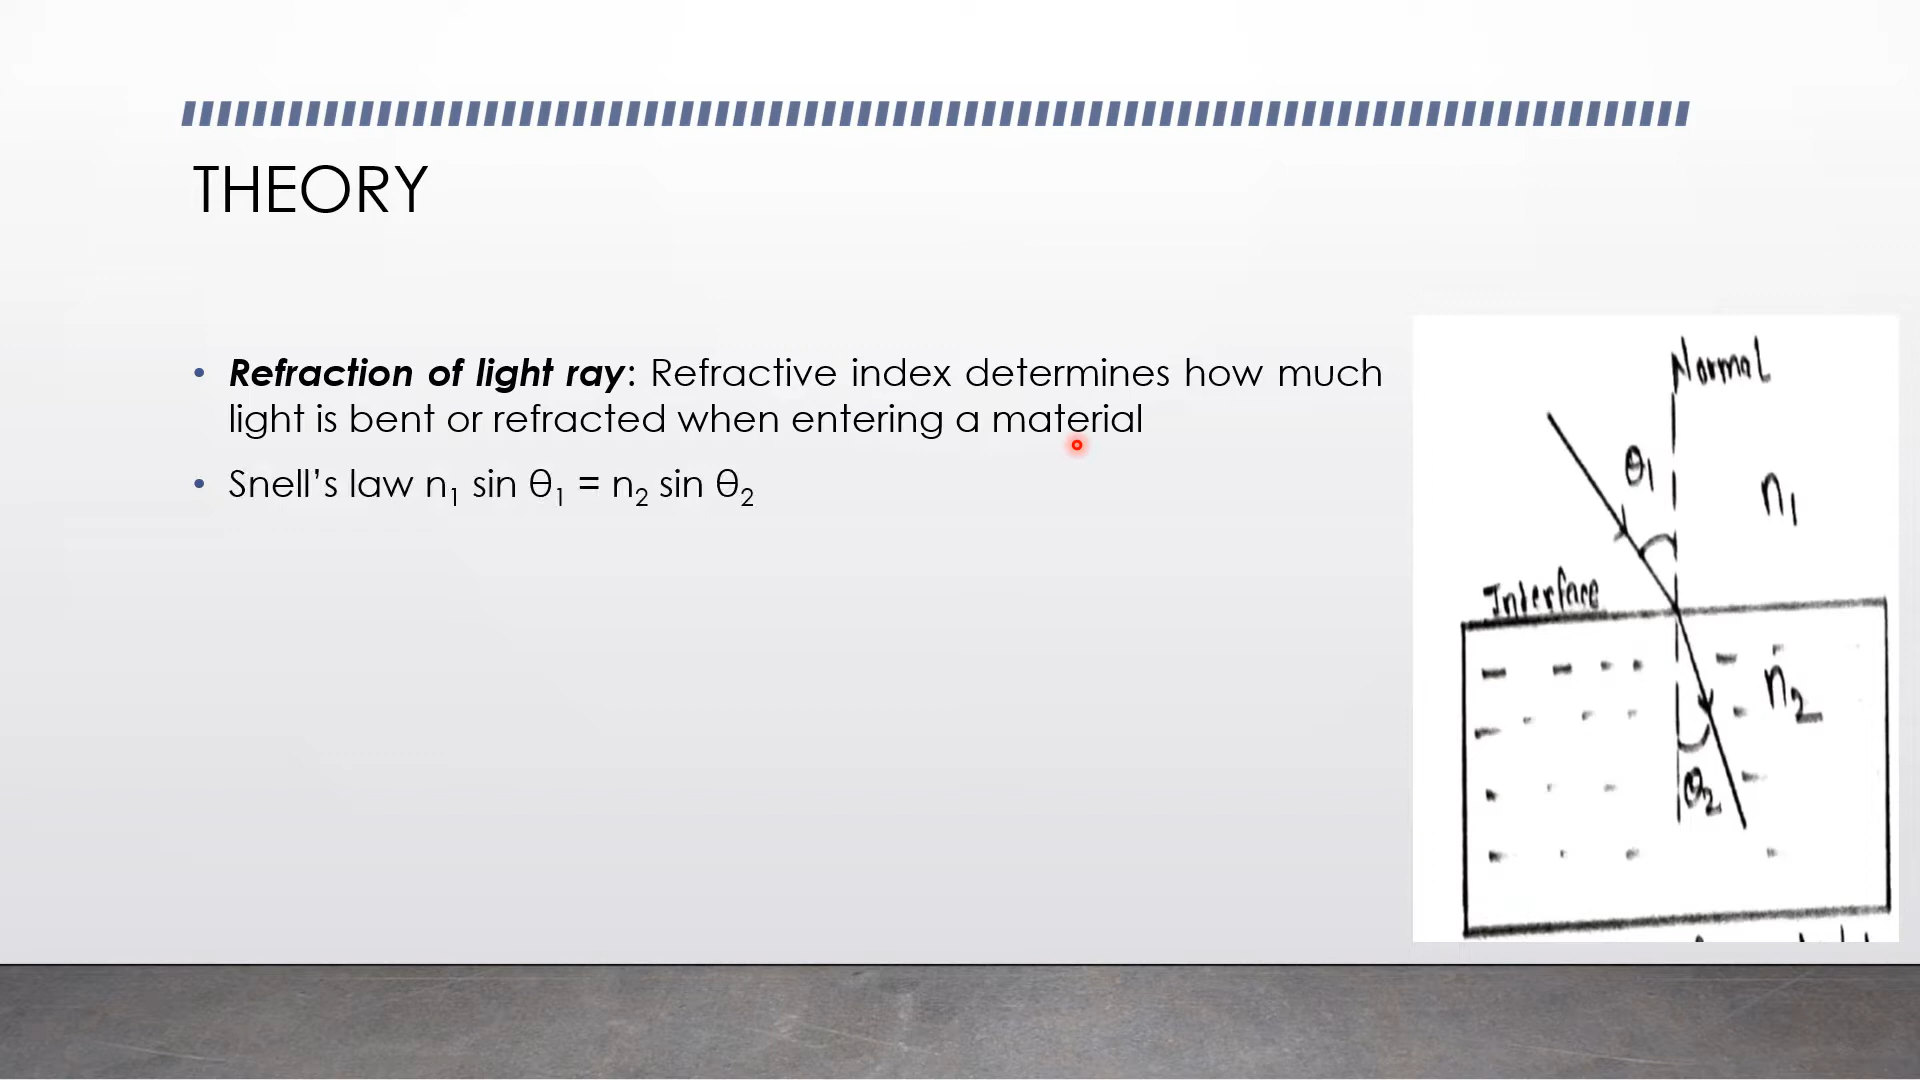 THEORY
• Refraction of light ray: Refractive index determines how much
light is bent or refracted when entering a material
• Snell’s law n₁ sin θ₁ = n₂ sin θ₂
Normal
θ₁
n₁
Interface
n₂
θ₂